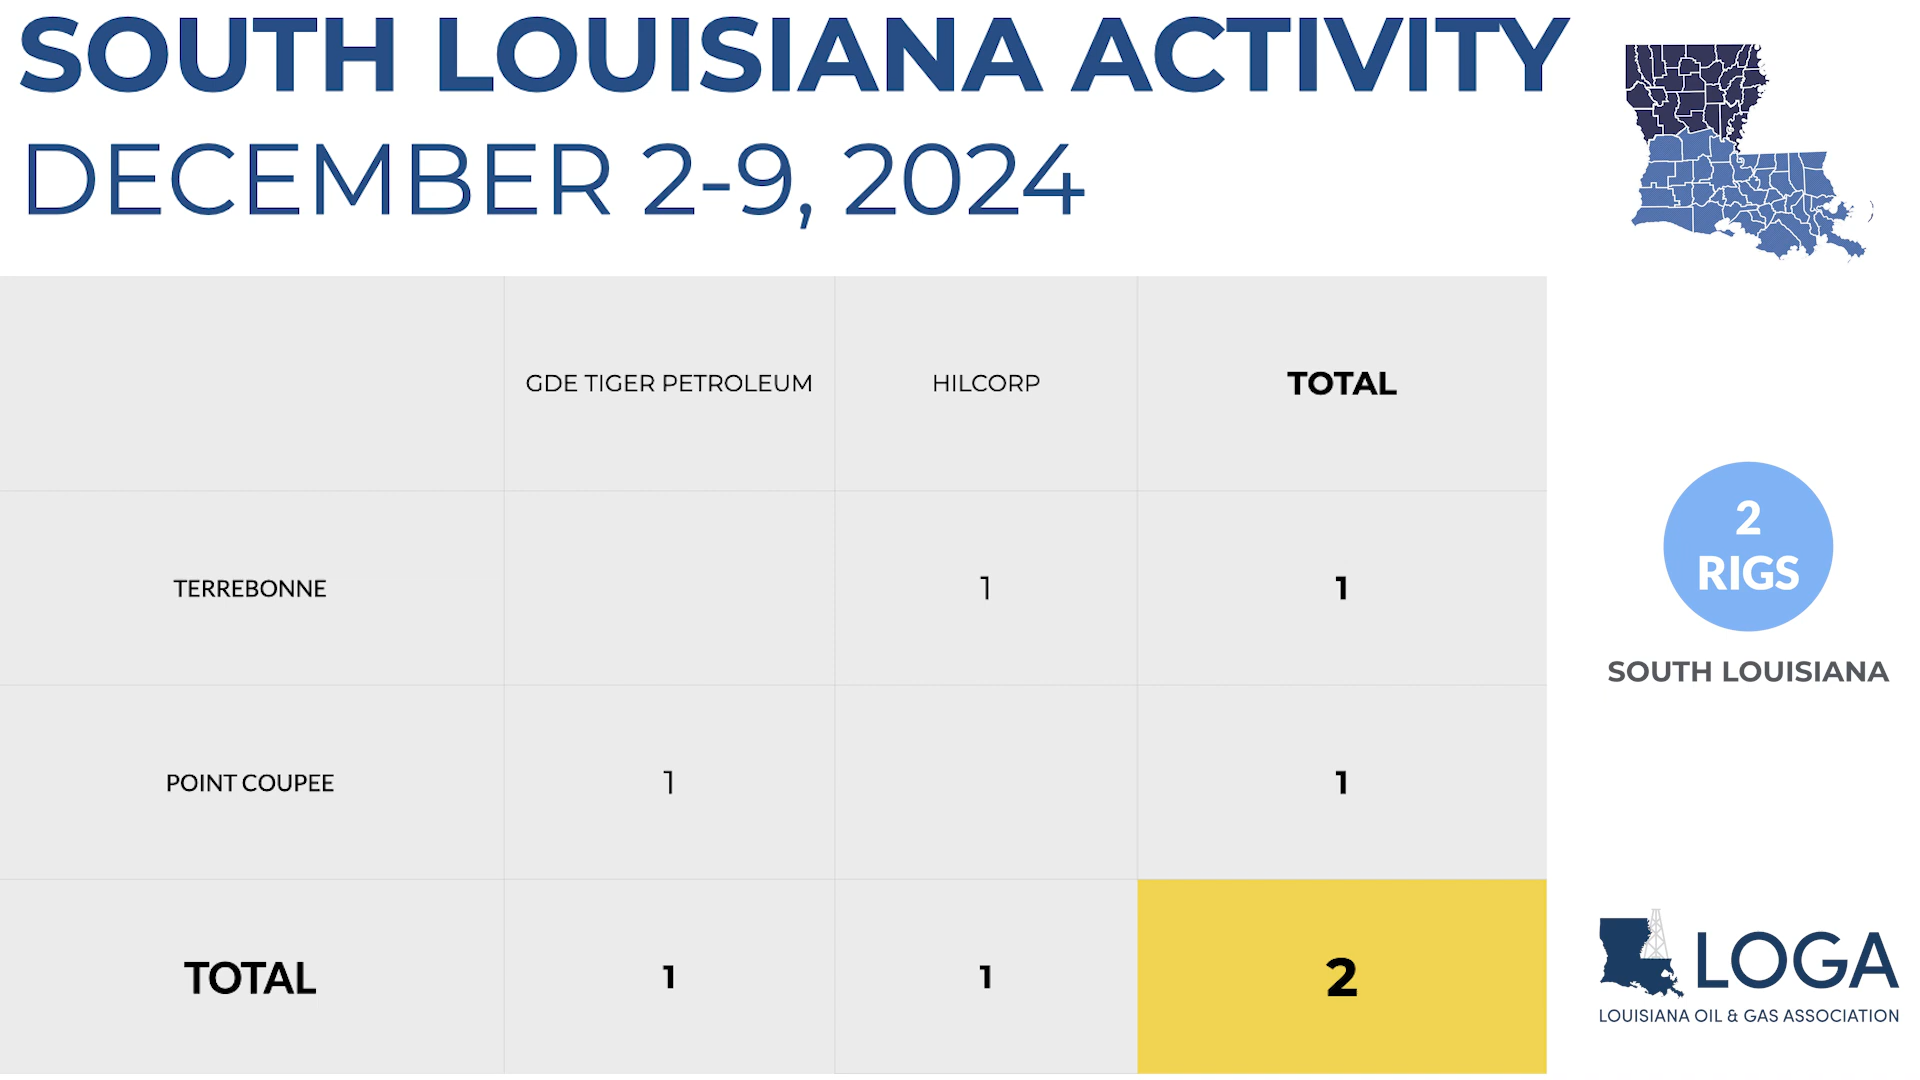 SOUTH LOUISIANA ACTIVITY
DECEMBER 2-9, 2024
GDE TIGER PETROLEUM HILCORP TOTAL
TERREBONNE 1 1
POINT COUPEE 1 1
TOTAL 1 1 2
2
RIGS
SOUTH LOUISIANA
LOGA
LOUISIANA OIL & GAS ASSOCIATION